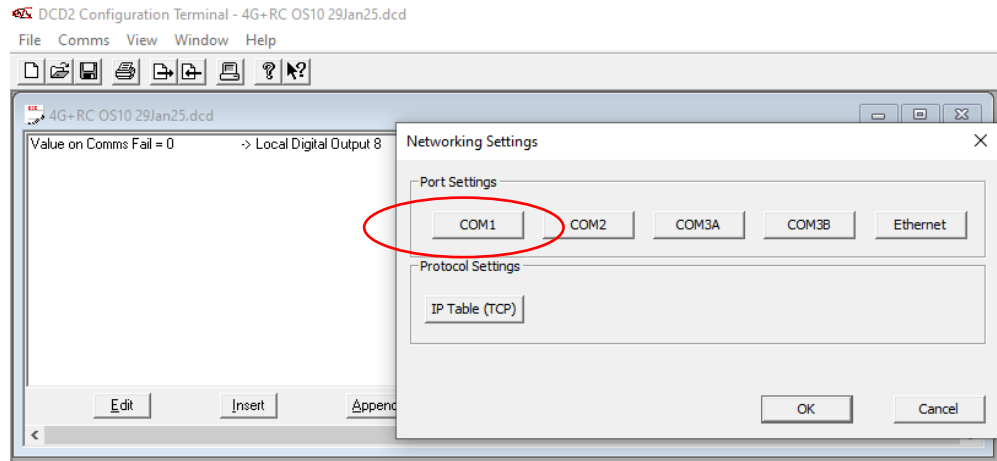 DCD2 Configuration Terminal - 4G+RC OS10 29Jan25.dcd
File Comms View Window Help
4G+RC OS10 29Jan25.dcd
Value on Comms Fail = 0 -> Local Digital Output 8
Edit Insert Appenc
Networking Settings
Port Settings
COM1 COM2 COM3A COM3B Ethernet
Protocol Settings
IP Table (TCP)
OK Cancel